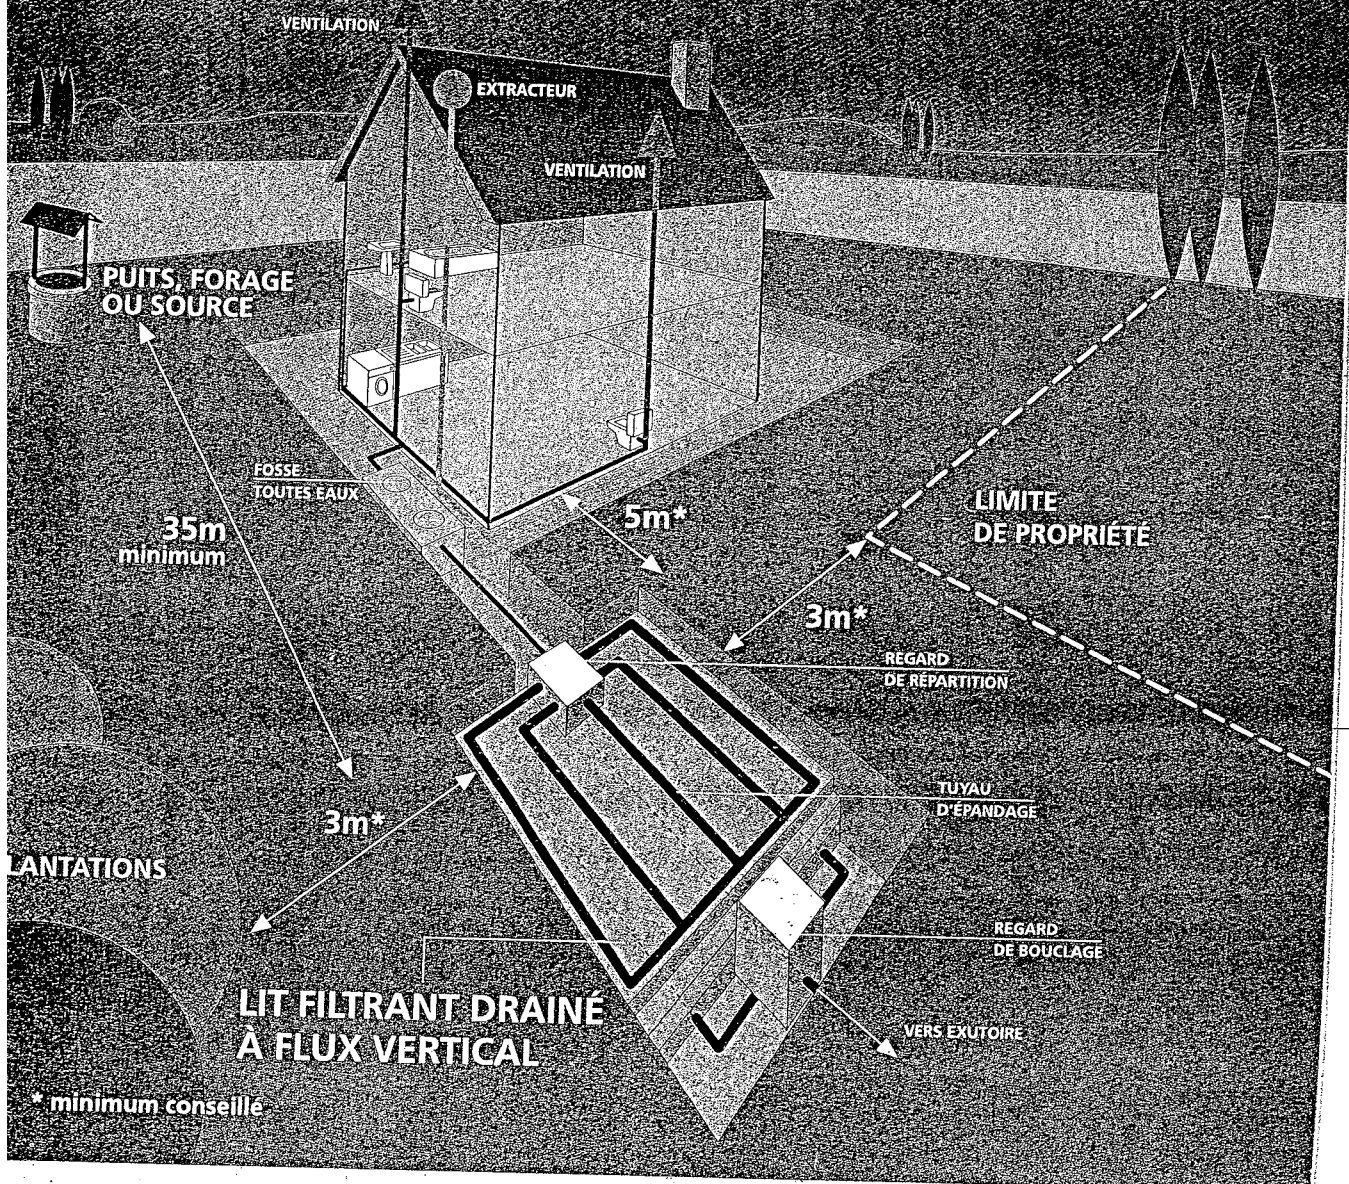 VENTILATION
EXTRACTEUR
VENTILATION
PUITS, FORAGE
OU SOURCE
FOSSE
TOUTES EAUX
35m
minimum
5m*
LIMITE
DE PROPRIÉTÉ
3m*
REGARD
DE RÉPARTITION
TUYAU
D'ÉPANDAGE
3m*
LANTATIONS
REGARD
DE BOUCLAGE
LIT FILTRANT DRAINÉ
À FLUX VERTICAL
VERS EXUTOIRE
* minimum conseillé